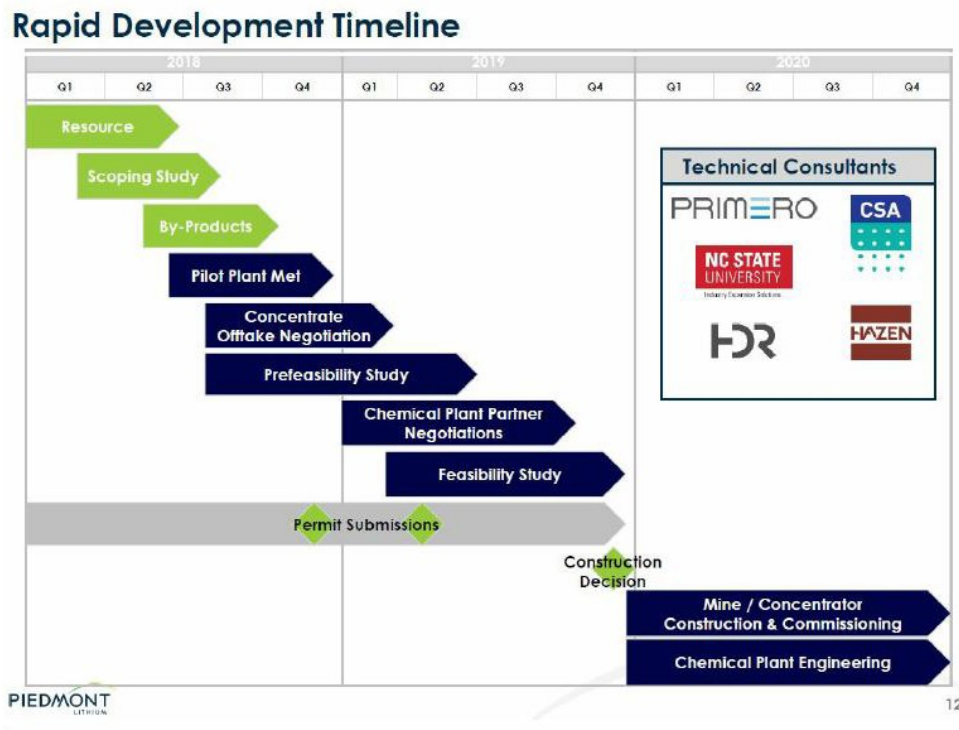 Rapid Development Timeline
2018 2019 2020
Q1 Q2 Q3 Q4 Q1 Q2 Q3 Q4 Q1 Q2 Q3 Q4
Resource
Scoping Study
By-Products
Pilot Plant Met
Concentrate
Offtake Negotiation
Prefeasibility Study
Chemical Plant Partner
Negotiations
Feasibility Study
Permit Submissions
Construction
Decision
Mine / Concentrator
Construction & Commissioning
Chemical Plant Engineering
Technical Consultants
PRIMERO
CSA
NC STATE
UNIVERSITY
Industry Expansion Solutions
HDR
HAZEN
PIEDMONT
LITHIUM
12